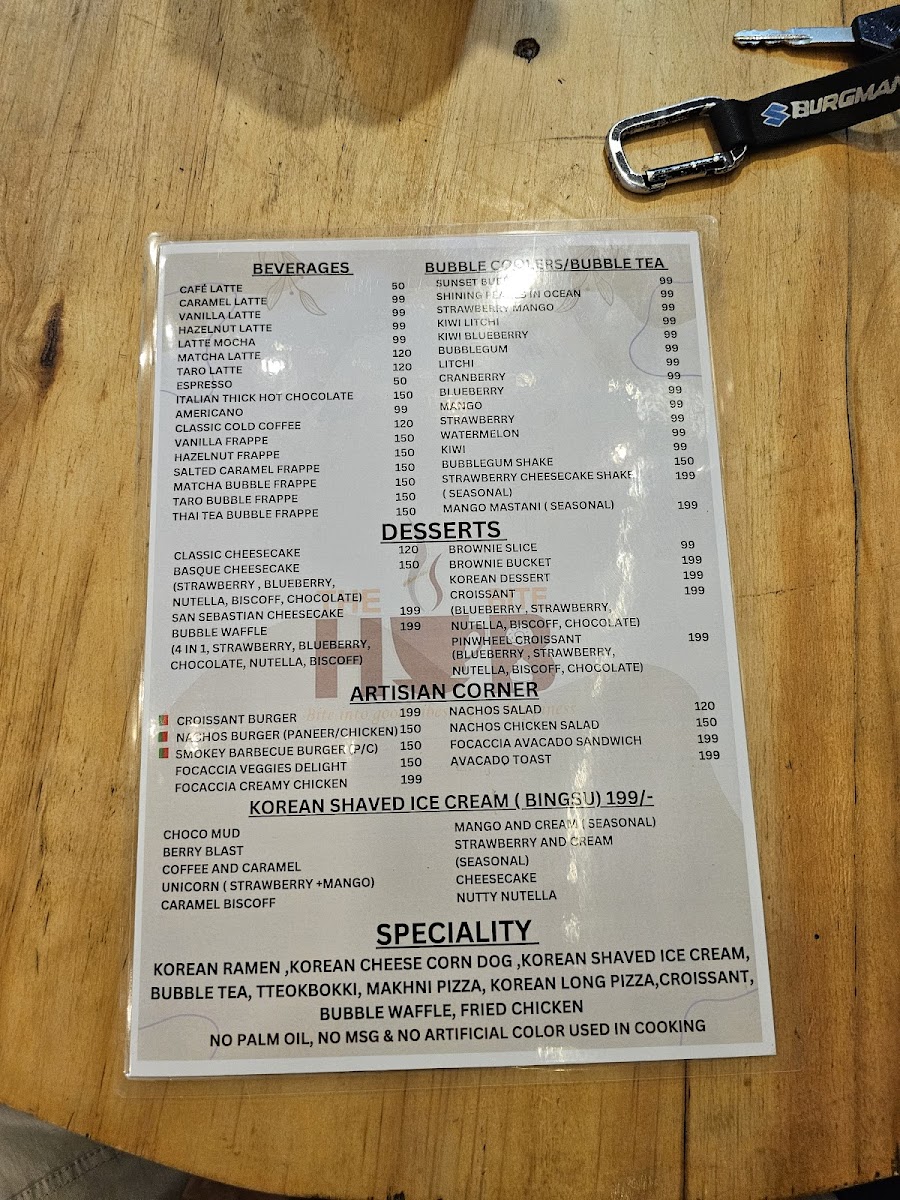 BURGMAN
BEVERAGES
CAFÉ LATTE 50
CARAMEL LATTE 99
VANILLA LATTE 99
HAZELNUT LATTE 99
LATTE MOCHA 99
MATCHA LATTE 120
TARO LATTE 120
ESPRESSO 50
ITALIAN THICK HOT CHOCOLATE 150
AMERICANO 99
CLASSIC COLD COFFEE 120
VANILLA FRAPPE 150
HAZELNUT FRAPPE 150
SALTED CARAMEL FRAPPE 150
MATCHA BUBBLE FRAPPE 150
TARO BUBBLE FRAPPE 150
THAI TEA BUBBLE FRAPPE 150
BUBBLE COOLERS/BUBBLE TEA
SUNSET 99
SHINING PEARLS IN OCEAN 99
STRAWBERRY MANGO 99
KIWI LITCHI 99
KIWI BLUEBERRY 99
BUBBLEGUM 99
LITCHI 99
CRANBERRY 99
BLUEBERRY 99
MANGO 99
STRAWBERRY 99
WATERMELON 99
KIWI 99
BUBBLEGUM SHAKE 150
STRAWBERRY CHEESECAKE SHAKE 199
( SEASONAL)
MANGO MASTANI ( SEASONAL) 199
DESSERTS
CLASSIC CHEESECAKE 120
BASQUE CHEESECAKE 150
(STRAWBERRY , BLUEBERRY,
NUTELLA, BISCOFF, CHOCOLATE)
SAN SEBASTIAN CHEESECAKE 199
BUBBLE WAFFLE 199
(4 IN 1, STRAWBERRY, BLUEBERRY,
CHOCOLATE, NUTELLA, BISCOFF)
BROWNIE SLICE 99
BROWNIE BUCKET 199
KOREAN DESSERT 199
CROISSANT 199
(BLUEBERRY , STRAWBERRY,
NUTELLA, BISCOFF, CHOCOLATE)
PINWHEEL CROISSANT 199
(BLUEBERRY , STRAWBERRY,
NUTELLA, BISCOFF, CHOCOLATE)
THE
ARTISIAN CORNER
CROISSANT BURGER 199
NACHOS BURGER (PANEER/CHICKEN) 150
SMOKEY BARBECUE BURGER (P/C) 150
FOCACCIA VEGGIES DELIGHT 150
FOCACCIA CREAMY CHICKEN 199
NACHOS SALAD 120
NACHOS CHICKEN SALAD 150
FOCACCIA AVACADO SANDWICH 199
AVACADO TOAST 199
KOREAN SHAVED ICE CREAM ( BINGSU) 199/-
CHOCO MUD
BERRY BLAST
COFFEE AND CARAMEL
UNICORN ( STRAWBERRY +MANGO)
CARAMEL BISCOFF
MANGO AND CREAM ( SEASONAL)
STRAWBERRY AND CREAM
(SEASONAL)
CHEESECAKE
NUTTY NUTELLA
SPECIALITY
KOREAN RAMEN ,KOREAN CHEESE CORN DOG ,KOREAN SHAVED ICE CREAM,
BUBBLE TEA, TTEOKBOKKI, MAKHNI PIZZA, KOREAN LONG PIZZA,CROISSANT,
BUBBLE WAFFLE, FRIED CHICKEN
NO PALM OIL, NO MSG & NO ARTIFICIAL COLOR USED IN COOKING